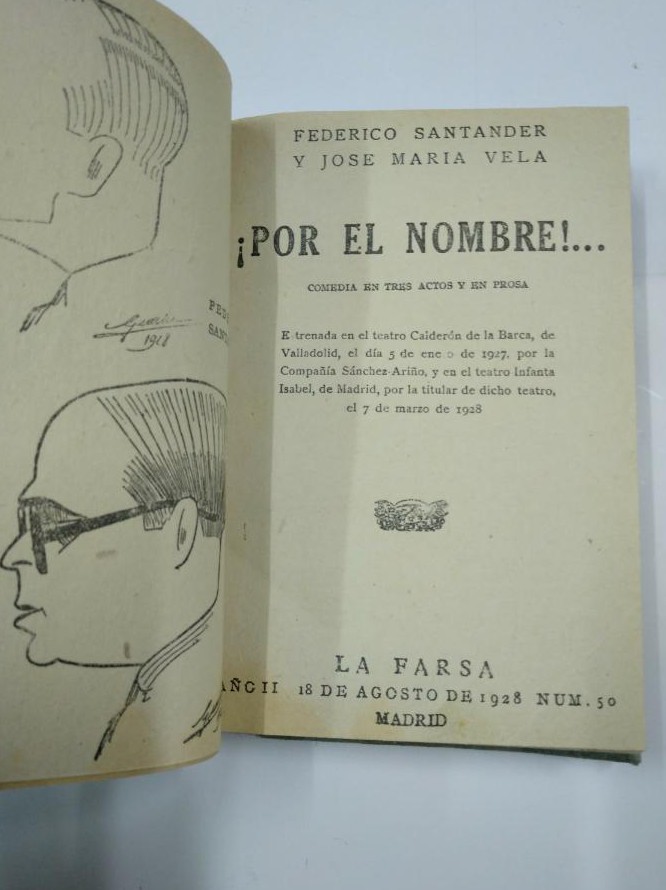 FEDERICO SANTANDER
Y JOSE MARIA VELA
¡POR EL NOMBRE!...
COMEDIA EN TRES ACTOS Y EN PROSA
E trenada en el teatro Calderón de la Barca, de
Valladolid, el día 5 de ene o de 1927, por la
Compañía Sánchez-Ariño, y en el teatro Infanta
Isabel, de Madrid, por la titular de dicho teatro,
el 7 de marzo de 1928
LA FARSA
AÑO II 18 DE AGOSTO DE 1928 NUM. 50
MADRID